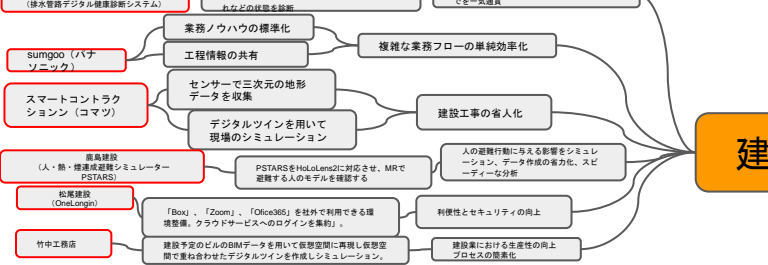 （排水管路デジタル健康診断システム）
れなどの状態を診断
でを一気通貫
業務ノウハウの標準化
工程情報の共有
複雑な業務フローの単純効率化
sumgoo（パナ
ソニック）
センサーで三次元の地形
データを収集
スマートコントラク
ションン（コマツ）
デジタルツインを用いて
現場のシミュレーション
建設工事の省人化
建
鹿島建設
（人・熱・煙連成避難シミュレーター
PSTARS）
PSTARSをHoLoLens2に対応させ、MRで
避難する人のモデルを確認する
人の避難行動に与える影響をシミュレ
ーション、データ作成の省力化、スピ
ーディーな分析
松尾建設
（OneLongin）
「Box」、「Zoom」、「Ofice365」を社外で利用できる環
境整備。クラウドサービスへのログインを集約」。
利便性とセキュリティの向上
竹中工務店
建設予定のビルのBIMデータを用いて仮想空間に再現し仮想空
間で重ね合わせたデジタルツインを作成しシミュレーション。
建設業における生産性の向上
プロセスの簡素化